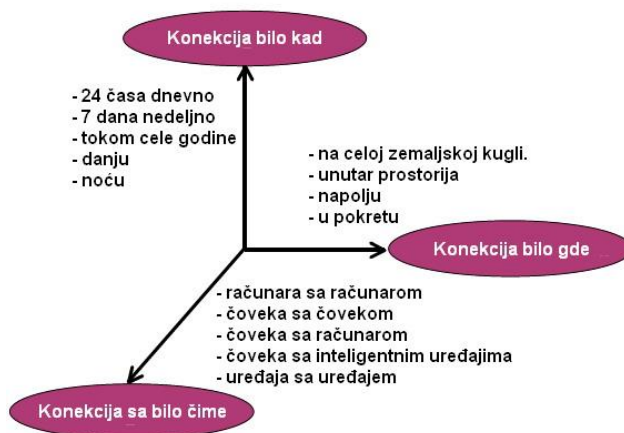 Konekcija bilo kad
- 24 časa dnevno
- 7 dana nedeljno
- tokom cele godine
- danju
- noću
- na celoj zemaljskoj kugli.
- unutar prostorija
- napolju
- u pokretu
Konekcija bilo gde
- računara sa računarom
- čoveka sa čovekom
- čoveka sa računarom
- čoveka sa inteligentnim uređajima
- uređaja sa uređajem
Konekcija sa bilo čime